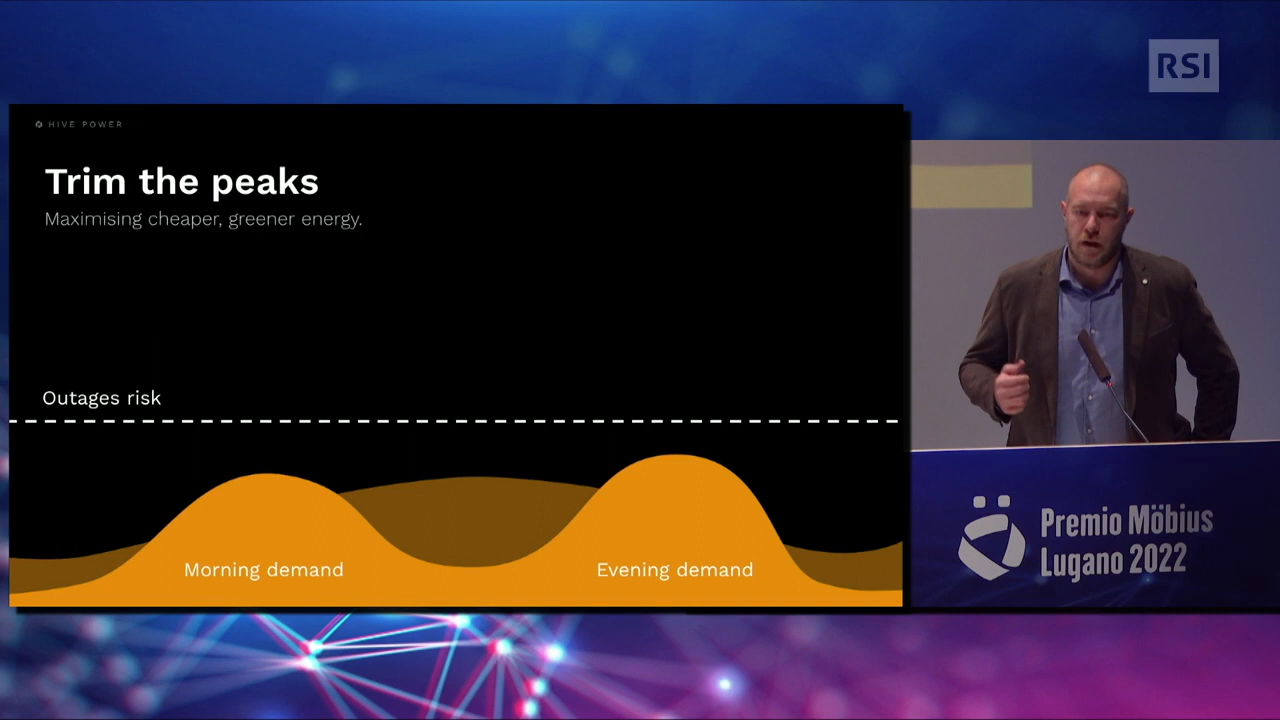 RSI
HIVE POWER
Trim the peaks
Maximising cheaper, greener energy.
Outages risk
Morning demand
Evening demand
Premio Möbius
Lugano 2022